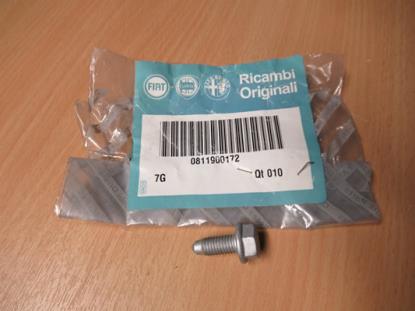 FIAT
Ricambi
Originali
0811900172
7G Qt 010